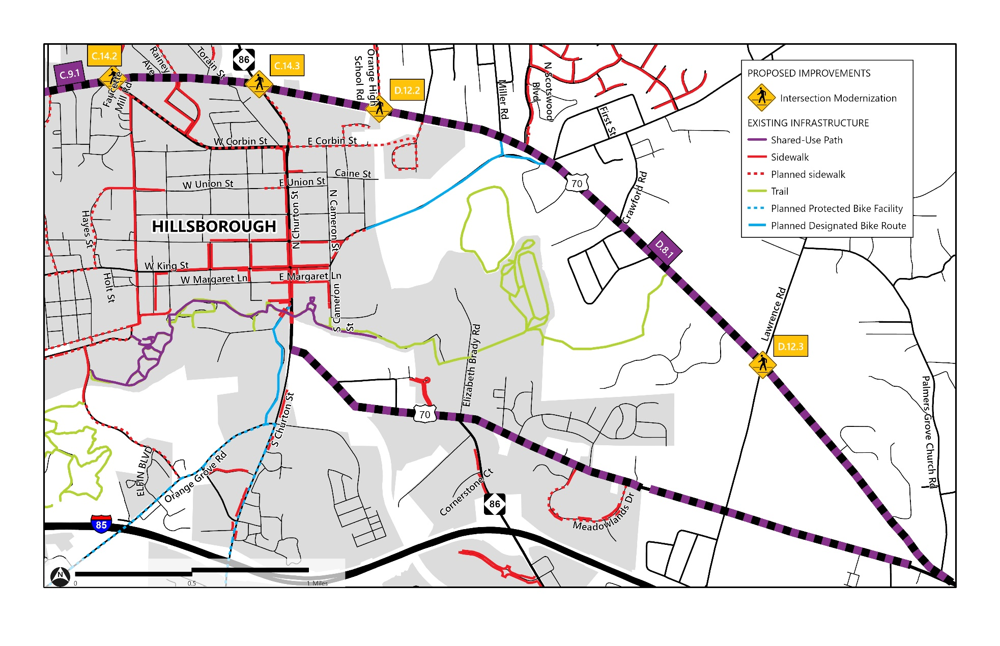 C.14.2
C.9.1
Rainey
Ave
Torain St
86
C.14.3
Orange High
School Rd
D.12.2
Faucette
Mill Rd
Miller Rd
N Scotswood
Blvd
First St
PROPOSED IMPROVEMENTS
Intersection Modernization
EXISTING INFRASTRUCTURE
Shared-Use Path
Sidewalk
Planned sidewalk
Trail
Planned Protected Bike Facility
Planned Designated Bike Route
W Corbin St
E Corbin St
Caine St
W Union St
E Union St
70
Crawford Rd
N Churton St
N Cameron St
Hayes St
HILLSBOROUGH
D.8.1
W King St
W Margaret Ln
E Margaret Ln
Holt St
S Cameron
St
Lawrence Rd
D.12.3
Elizabeth Brady Rd
70
S Churton St
Palmers Grove Church Rd
ELFIN BLVD
Orange Grove Rd
Cornerstone Ct
86
Meadowlands Dr
85
N
0
0.5
1 Miles